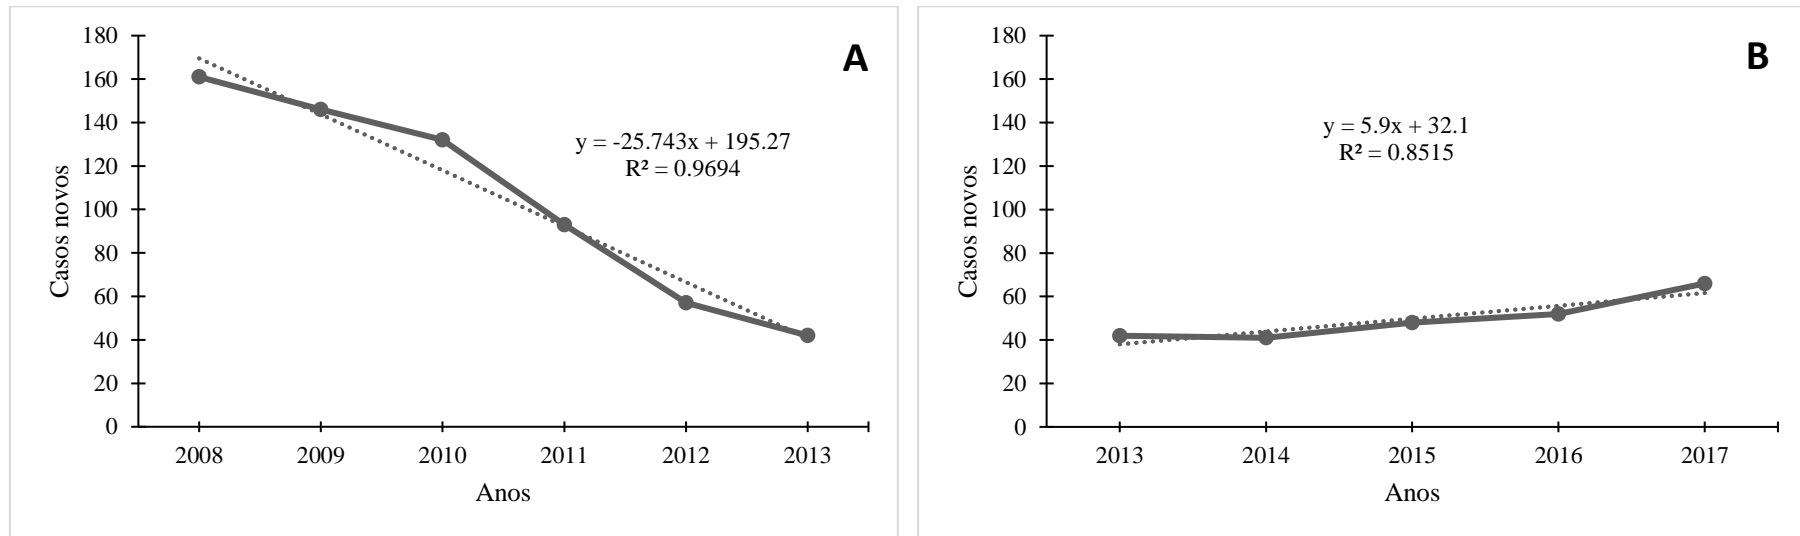 A
180
160
140
120
100
80
60
40
20
0
Casos novos
y = -25.743x + 195.27
R² = 0.9694
2008 2009 2010 2011 2012 2013
Anos
B
180
160
140
120
100
80
60
40
20
0
Casos novos
y = 5.9x + 32.1
R² = 0.8515
2013 2014 2015 2016 2017
Anos